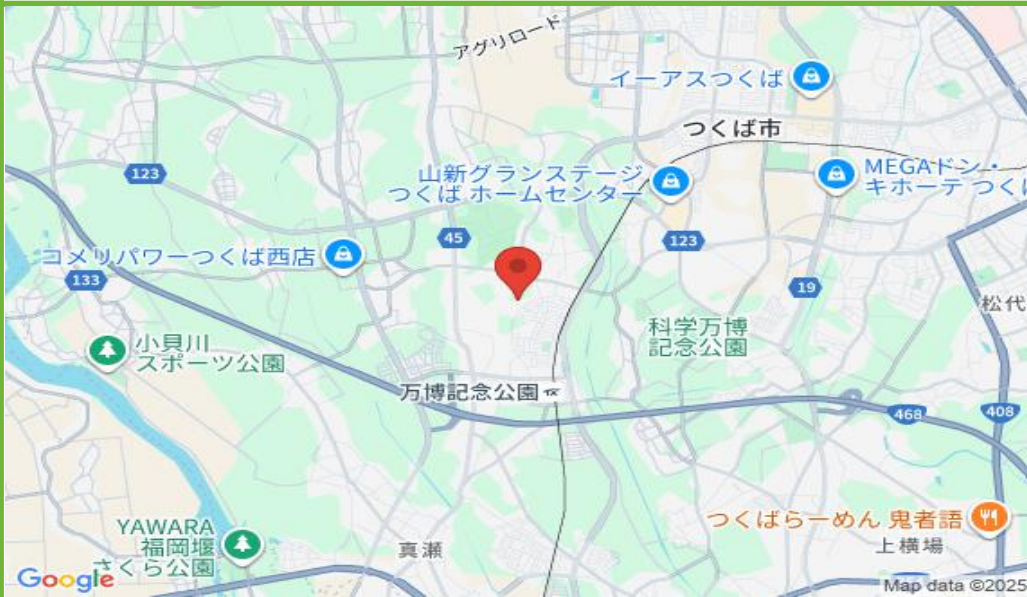 アグリロード
イーアスつくば
つくば市
山新グランステージ
つくば ホームセンター
MEGAドン・
キホーテ つくば
123
45
123
コメリパワーつくば西店
133
19
松代
小貝川
スポーツ公園
科学万博
記念公園
万博記念公園
468
408
つくばらーめん 鬼者語
上横場
YAWARA
福岡堰
さくら公園
真瀬
Google
Map data ©2025